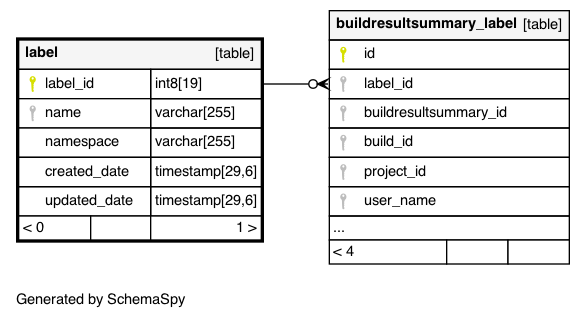 label [table]
label_id int8[19]
name varchar[255]
namespace varchar[255]
created_date timestamp[29,6]
updated_date timestamp[29,6]
< 0 1 >
buildresultsummary_label [table]
id
label_id
buildresultsummary_id
build_id
project_id
user_name
...
< 4
Generated by SchemaSpy